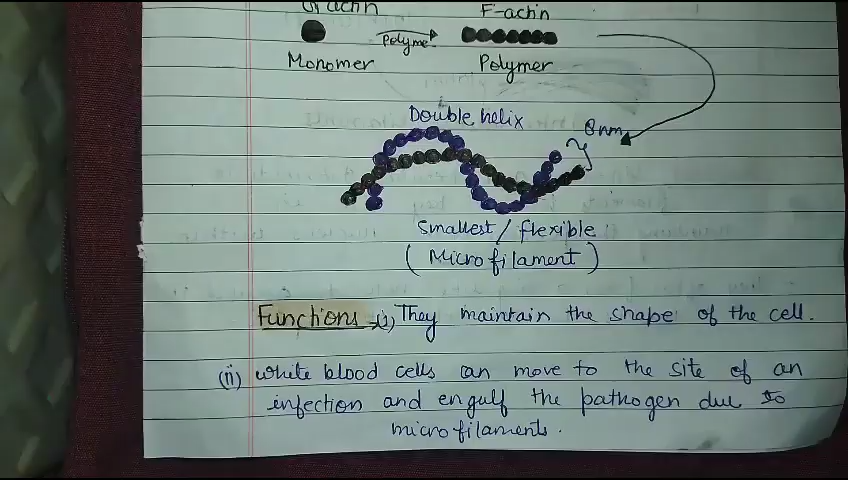 G actin F-actin
Polyme
Monomer Polymer
Double helix
8nm
Smallest / flexible
( Microfilament )
Functions → (i) They maintain the shape of the cell.
(ii) white blood cells can move to the site of an
infection and engulf the pathogen due to
microfilaments.